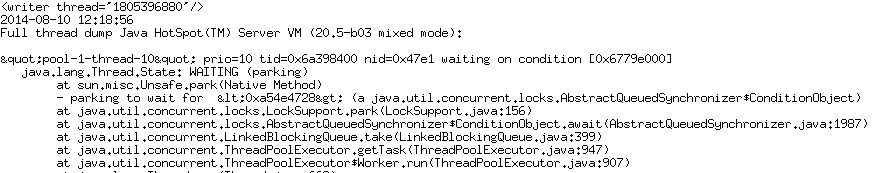 <writer thread="1805396880"/>
2014-08-10 12:18:56
Full thread dump Java HotSpot(TM) Server VM (20.5-b03 mixed mode):
&quot;pool-1-thread-10&quot; prio=10 tid=0x6a398400 nid=0x47e1 waiting on condition [0x6779e000]
java.lang.Thread.State: WAITING (parking)
at sun.misc.Unsafe.park(Native Method)
- parking to wait for  &lt;0xa54e4728&gt; (a java.util.concurrent.locks.AbstractQueuedSynchronizer$ConditionObject)
at java.util.concurrent.locks.LockSupport.park(LockSupport.java:156)
at java.util.concurrent.locks.AbstractQueuedSynchronizer$ConditionObject.await(AbstractQueuedSynchronizer.java:1987)
at java.util.concurrent.LinkedBlockingQueue.take(LinkedBlockingQueue.java:399)
at java.util.concurrent.ThreadPoolExecutor.getTask(ThreadPoolExecutor.java:947)
at java.util.concurrent.ThreadPoolExecutor$Worker.run(ThreadPoolExecutor.java:907)